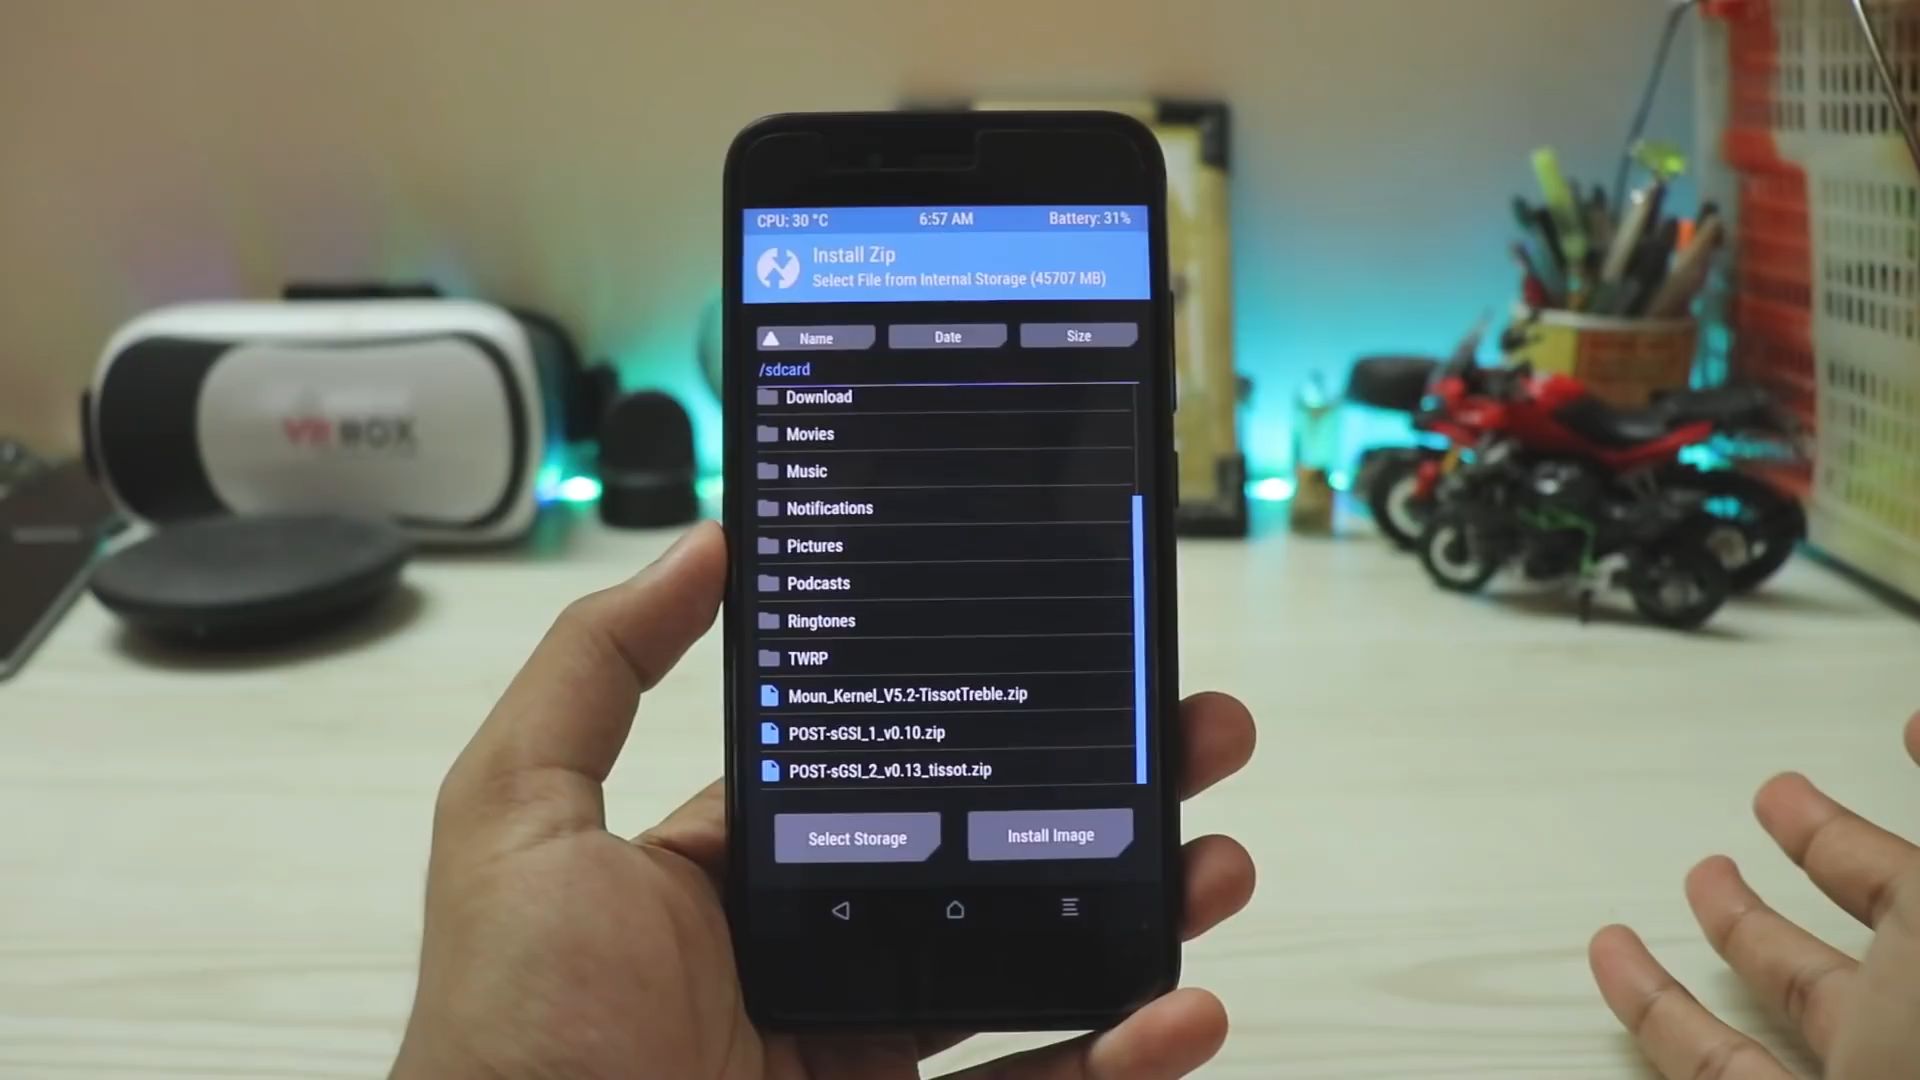 CPU: 30 °C 6:57 AM Battery: 31%
Install Zip
Select File from Internal Storage (45707 MB)
Name Date Size
/sdcard
Download
Movies
Music
Notifications
Pictures
Podcasts
Ringtones
TWRP
Moun_Kernel_V5.2-TissotTreble.zip
POST-sGSI_1_v0.10.zip
POST-sGSI_2_v0.13_tissot.zip
Select Storage Install Image
VR BOX